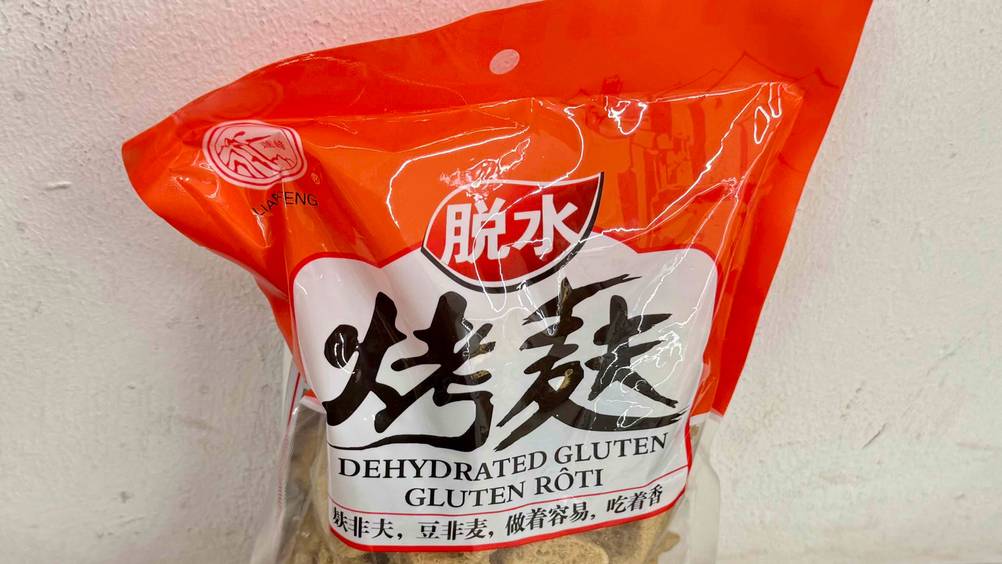 脱水
烤麸
DEHYDRATED GLUTEN
GLUTEN RÔTI
麸非夫，豆非麦，做着容易，吃着香